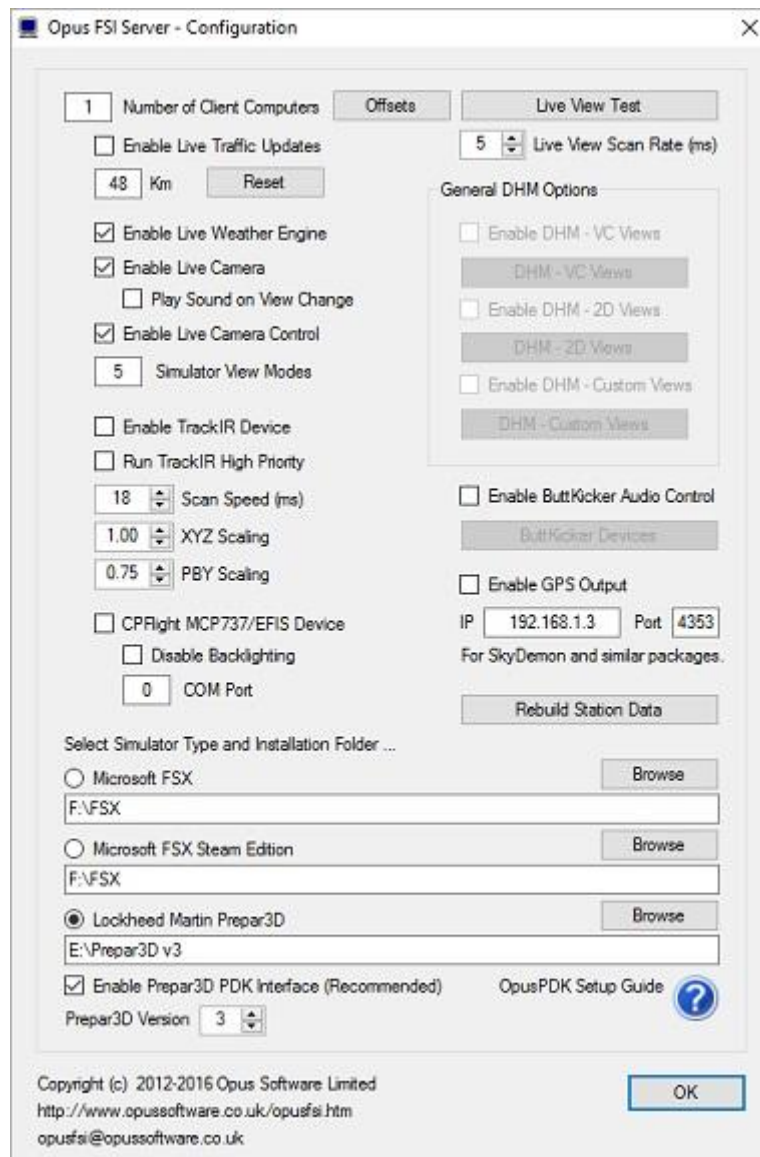 Opus FSI Server - Configuration
1 Number of Client Computers Offsets Live View Test
Enable Live Traffic Updates
5 Live View Scan Rate (ms)
48 Km Reset
General DHM Options
Enable Live Weather Engine
Enable DHM - VC Views
Enable Live Camera
DHM - VC Views
Play Sound on View Change
Enable DHM - 2D Views
Enable Live Camera Control
DHM - 2D Views
5 Simulator View Modes
Enable DHM - Custom Views
DHM - Custom Views
Enable TrackIR Device
Run TrackIR High Priority
18 Scan Speed (ms)
Enable ButtKicker Audio Control
1.00 XYZ Scaling
ButtKicker Devices
0.75 PBY Scaling
Enable GPS Output
CPFlight MCP737/EFIS Device
IP 192.168.1.3 Port 4353
Disable Backlighting
For SkyDemon and similar packages.
0 COM Port
Rebuild Station Data
Select Simulator Type and Installation Folder ...
Microsoft FSX Browse
F:\FSX
Microsoft FSX Steam Edition Browse
F:\FSX
Lockheed Martin Prepar3D Browse
E:\Prepar3D v3
Enable Prepar3D PDK Interface (Recommended) OpusPDK Setup Guide ?
Prepar3D Version 3
Copyright (c) 2012-2016 Opus Software Limited
OK
http://www.opussoftware.co.uk/opusfsi.htm
opusfsi@opussoftware.co.uk